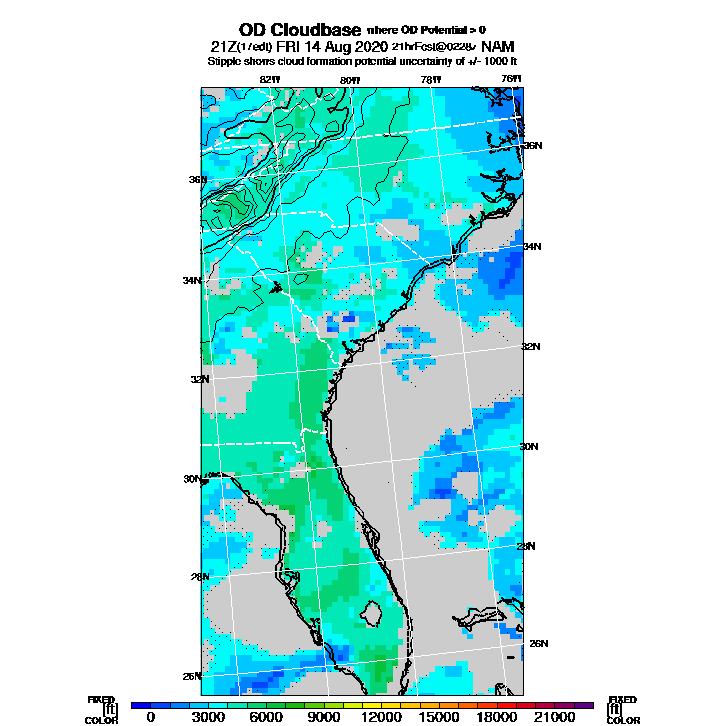 OD Cloudbase where OD Potential > 0
21Z(17edt) FRI 14 Aug 2020 21hrFcst@0228z NAM
Stipple shows cloud formation potential uncertainty of +/- 1000 ft
82W 80W 78W 76W
36N
36N
34N
34N
32N
32N
30N
30N
28N
28N
26N
26N
FIXED
[ft]
COLOR
0 3000 6000 9000 12000 15000 18000 21000
FIXED
[ft]
COLOR